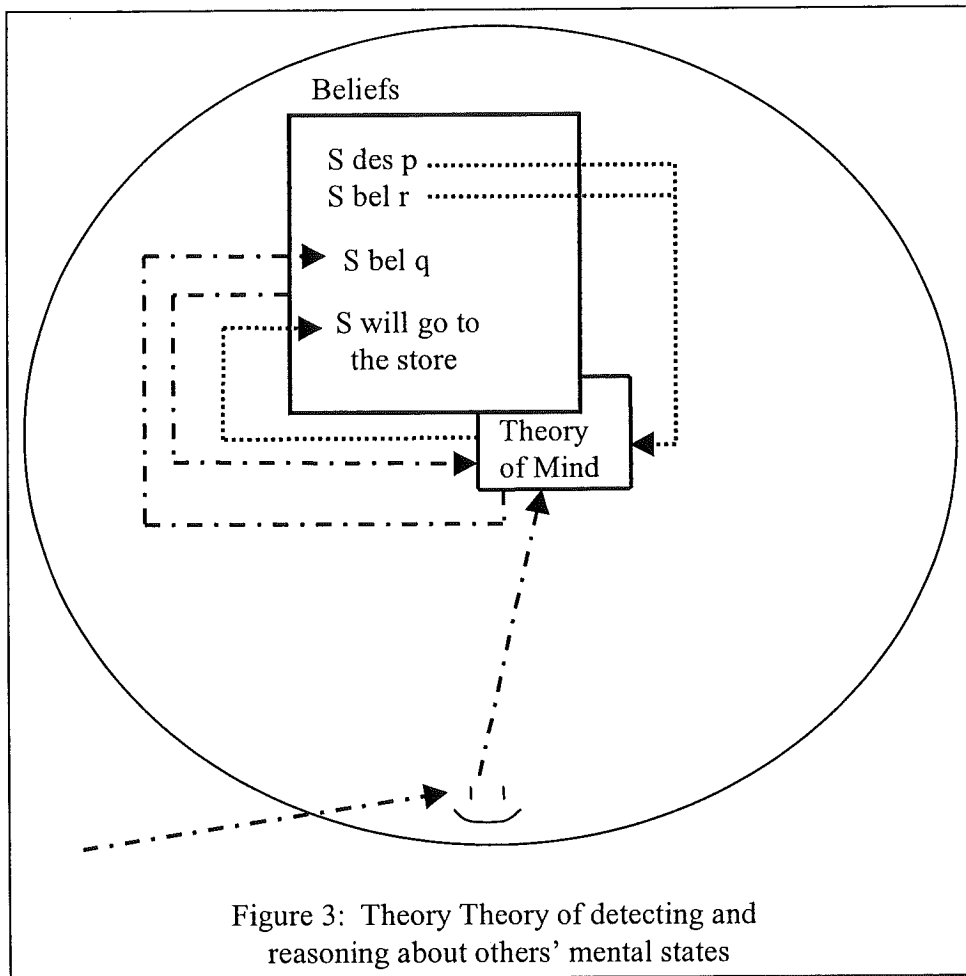 Beliefs
S des p
S bel r
S bel q
S will go to
the store
Theory
of Mind
Figure 3: Theory Theory of detecting and
reasoning about others’ mental states